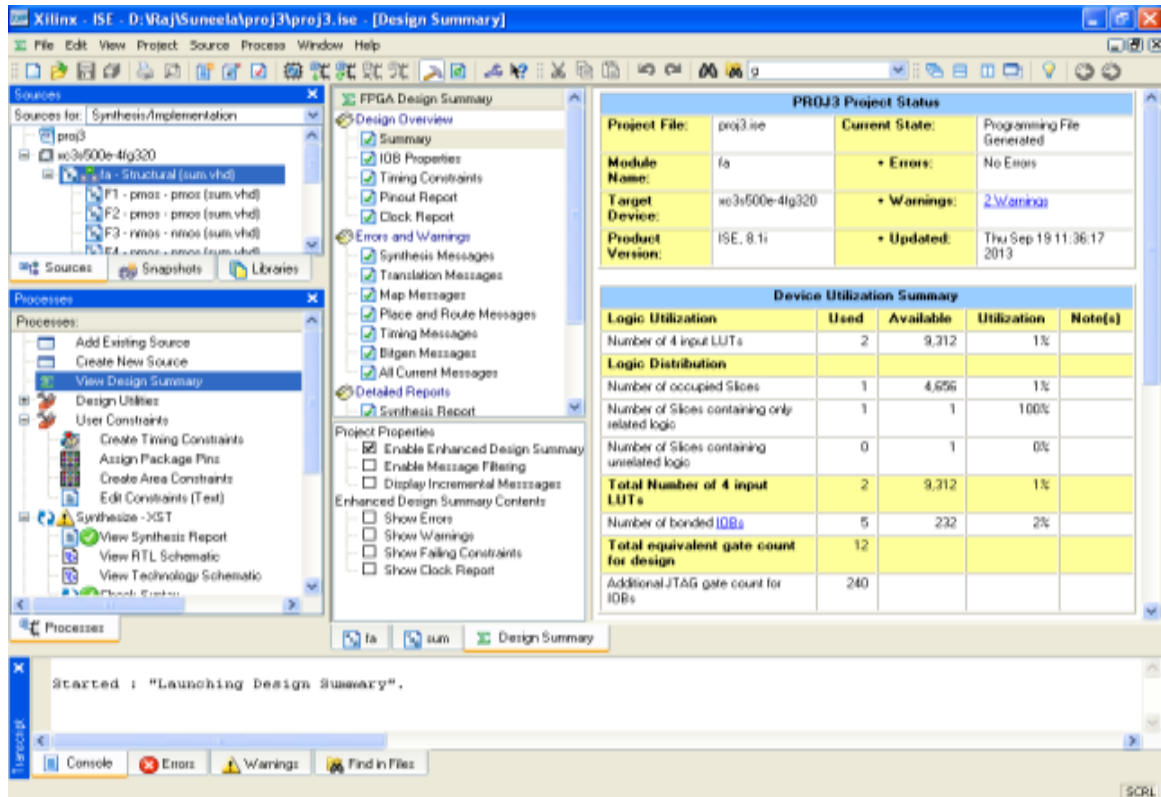 Xilinx - ISE - D:\Raj\Suneela\proj3\proj3.ise - [Design Summary]
File Edit View Project Source Process Window Help
g
Sources
Sources for: Synthesis/Implementation
proj3
xc3s500e-4fg320
fa - Structural (sum.vhd)
F1 - pmos - pmos (sum.vhd)
F2 - pmos - pmos (sum.vhd)
F3 - nmos - nmos (sum.vhd)
Sources Snapshots Libraries
Processes
Processes:
Add Existing Source
Create New Source
View Design Summary
Design Utilities
User Constraints
Create Timing Constraints
Assign Package Pins
Create Area Constraints
Edit Constraints (Text)
Synthesize - XST
View Synthesis Report
View RTL Schematic
View Technology Schematic
Check Syntax
Processes
FPGA Design Summary
Design Overview
Summary
IOB Properties
Timing Constraints
Pinout Report
Clock Report
Errors and Warnings
Synthesis Messages
Translation Messages
Map Messages
Place and Route Messages
Timing Messages
Bitgen Messages
All Current Messages
Detailed Reports
Synthesis Report
Project Properties
Enable Enhanced Design Summary
Enable Message Filtering
Display Incremental Messages
Enhanced Design Summary Contents
Show Errors
Show Warnings
Show Failing Constraints
Show Clock Report
PROJ3 Project Status
Project File: proj3.ise Current State: Programming File
Generated
Module
Name: fa • Errors: No Errors
Target
Device: xc3s500e-4fg320 • Warnings: 2 Warnings
Product
Version: ISE, 8.1i • Updated: Thu Sep 19 11:36:17
2013
Device Utilization Summary
Logic Utilization Used Available Utilization Note(s)
Number of 4 input LUTs 2 9,312 1%
Logic Distribution
Number of occupied Slices 1 4,656 1%
Number of Slices containing only
related logic 1 1 100%
Number of Slices containing
unrelated logic 0 1 0%
Total Number of 4 input
LUTs 2 9,312 1%
Number of bonded IOBs 5 232 2%
Total equivalent gate count
for design 12
Additional JTAG gate count for
IOBs 240
fa sum Design Summary
Started : "Launching Design Summary".
Transcript
Console Errors Warnings Find in Files
SCRL